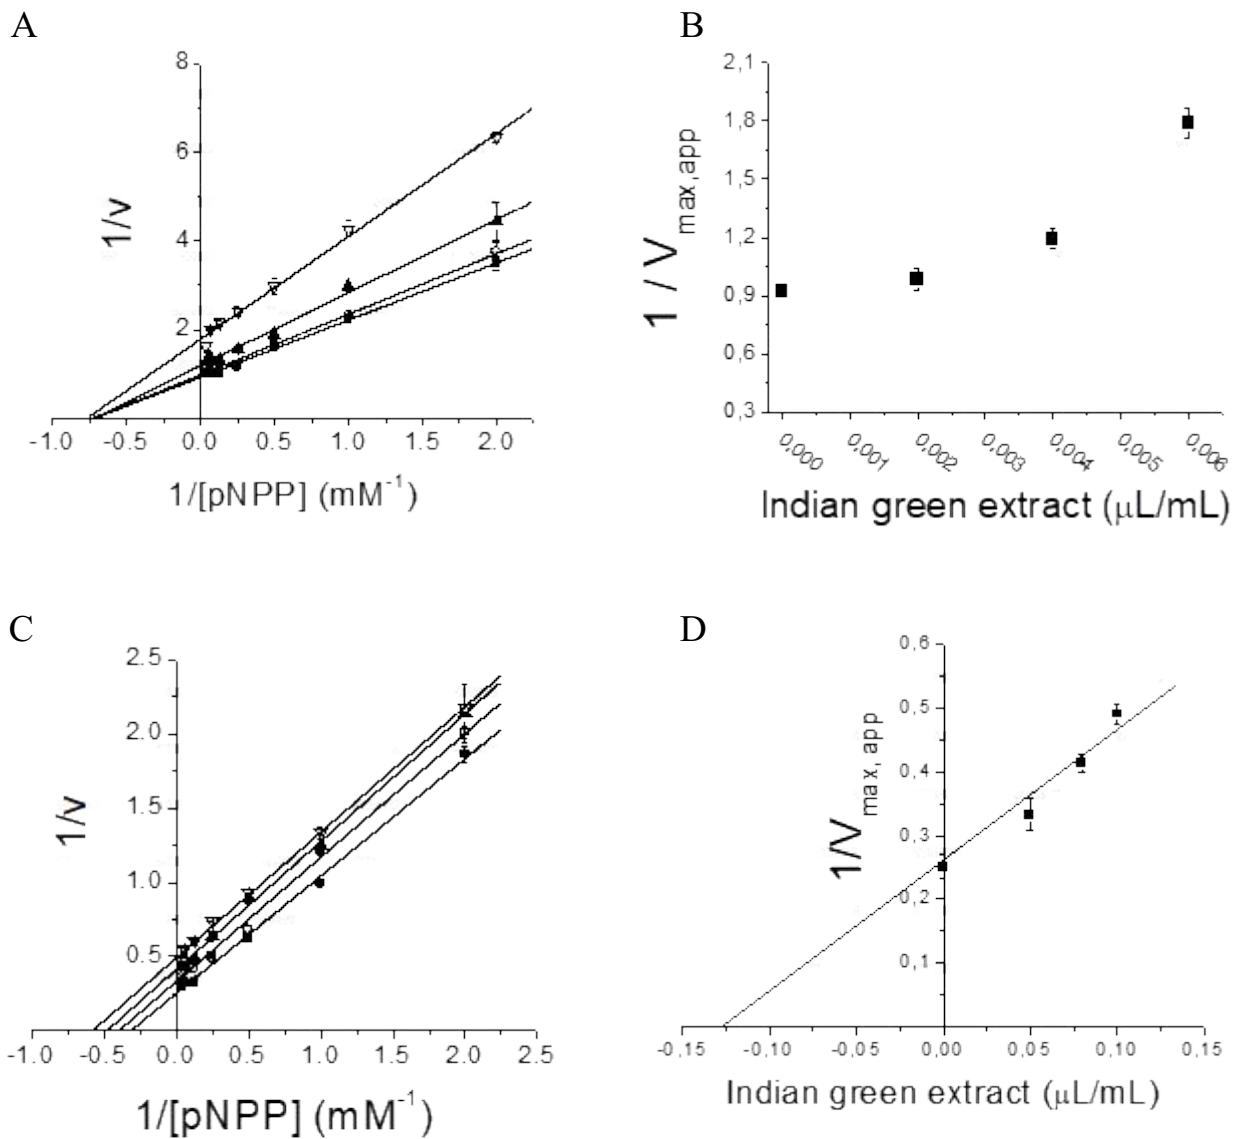 A
8
6
4
2
1/v
-1.0 -0.5 0.0 0.5 1.0 1.5 2.0
1/[pNPP] (mM⁻¹)
B
2,1
1,8
1,5
1,2
0,9
0,6
0,3
1 / Vmax,app
0,000 0,001 0,002 0,003 0,004 0,005 0,006
Indian green extract (μL/mL)
C
2.5
2.0
1.5
1.0
0.5
1/v
-1.0 -0.5 0.0 0.5 1.0 1.5 2.0 2.5
1/[pNPP] (mM⁻¹)
D
0,6
0,5
0,4
0,3
0,2
0,1
1/Vmax, app
-0,15 -0,10 -0,05 0,00 0,05 0,10 0,15
Indian green extract (μL/mL)